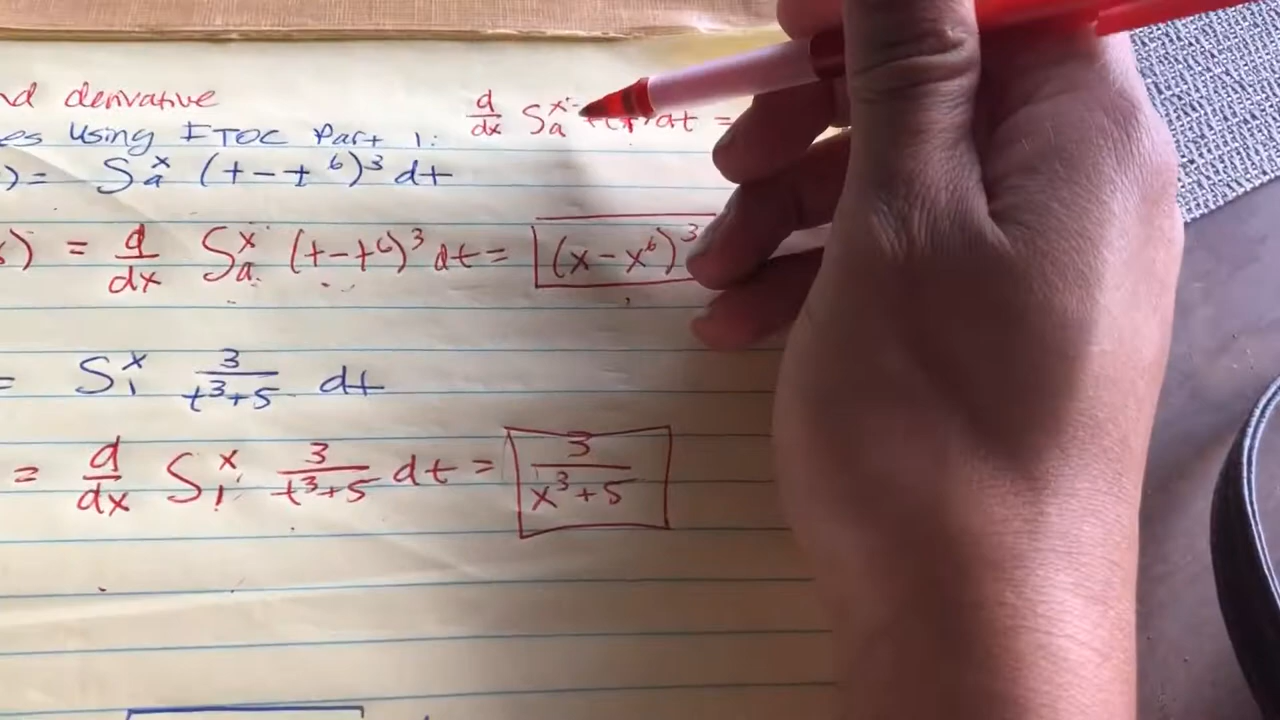 nd derivative
d/dx ∫ₐˣ f(t) dt =
es using FTOC Part 1:
) = ∫ₐˣ (t-t⁶)³ dt
) = d/dx ∫ₐˣ (t-t⁶)³ dt = (x-x⁶)³
= ∫₁ˣ 3/(t³+5) dt
= d/dx ∫₁ˣ 3/(t³+5) dt = 3/(x³+5)